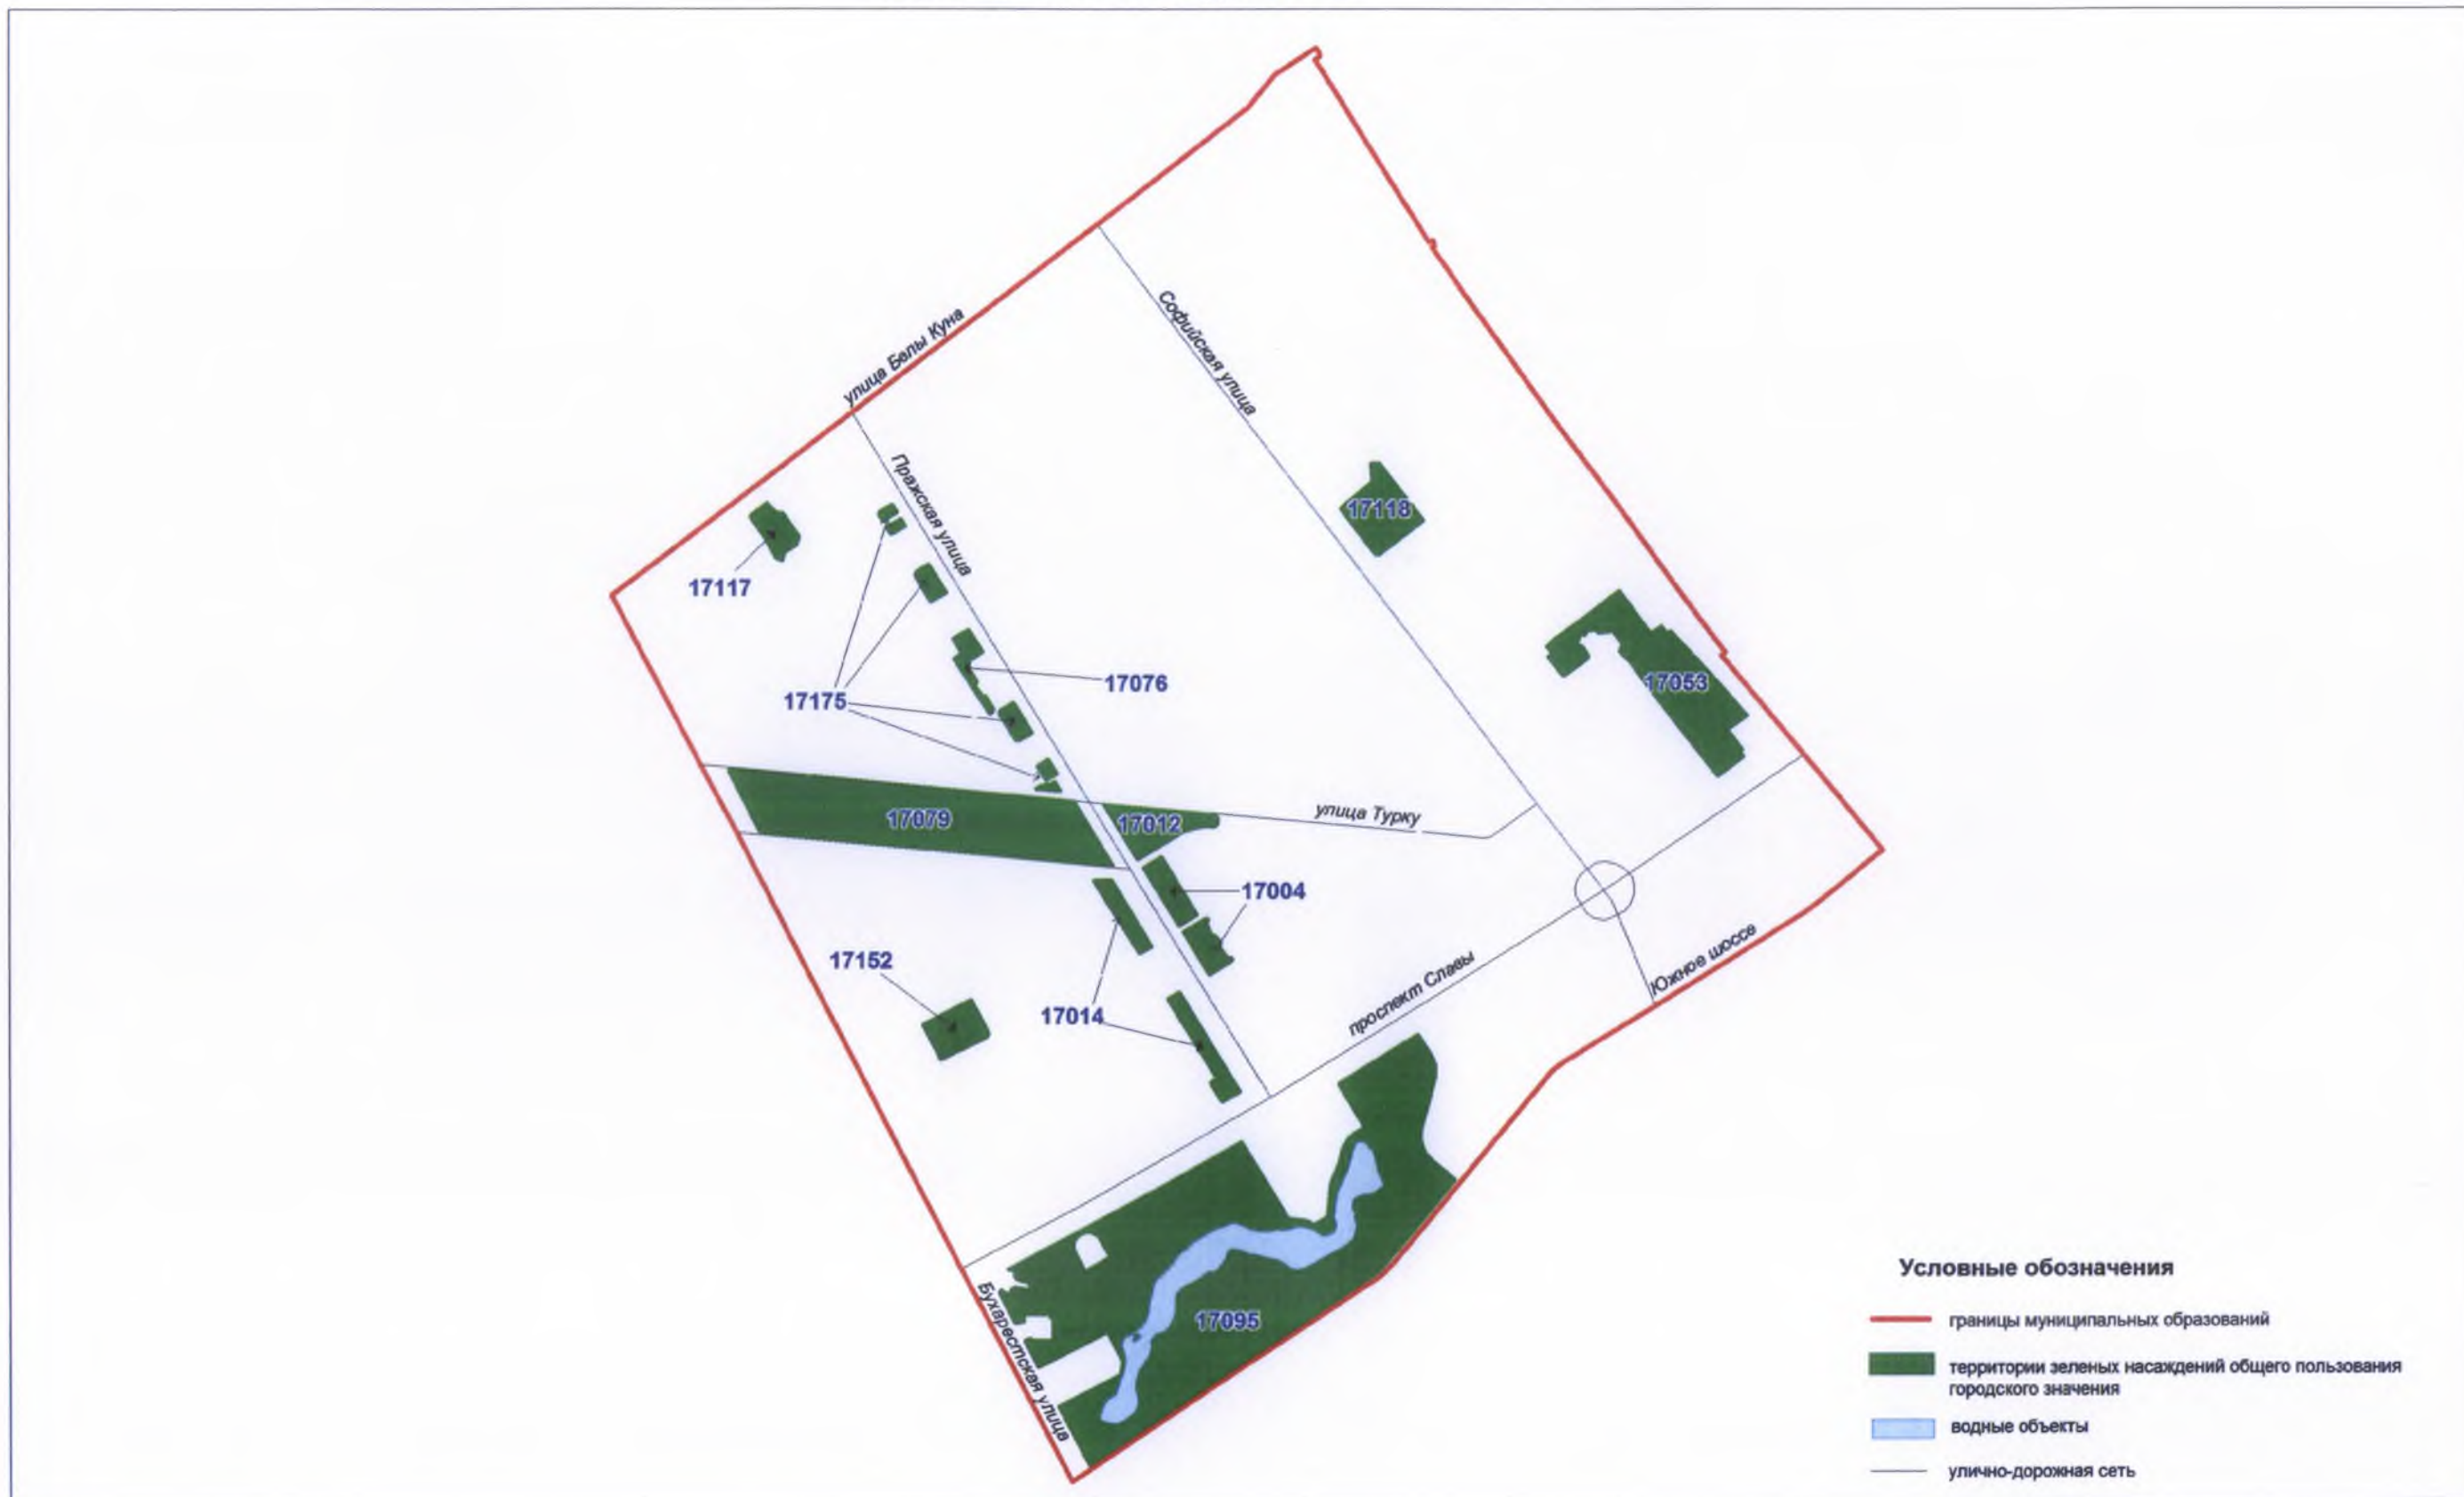 улица Белы Куна
Софийская улица
Пражская улица
17118
17117
17053
17076
17175
17079
17012
улица Турку
17004
17152
17014
проспект Славы
Южное шоссе
17095
Бухарестская улица
Условные обозначения
границы муниципальных образований
территории зеленых насаждений общего пользования
городского значения
водные объекты
улично-дорожная сеть